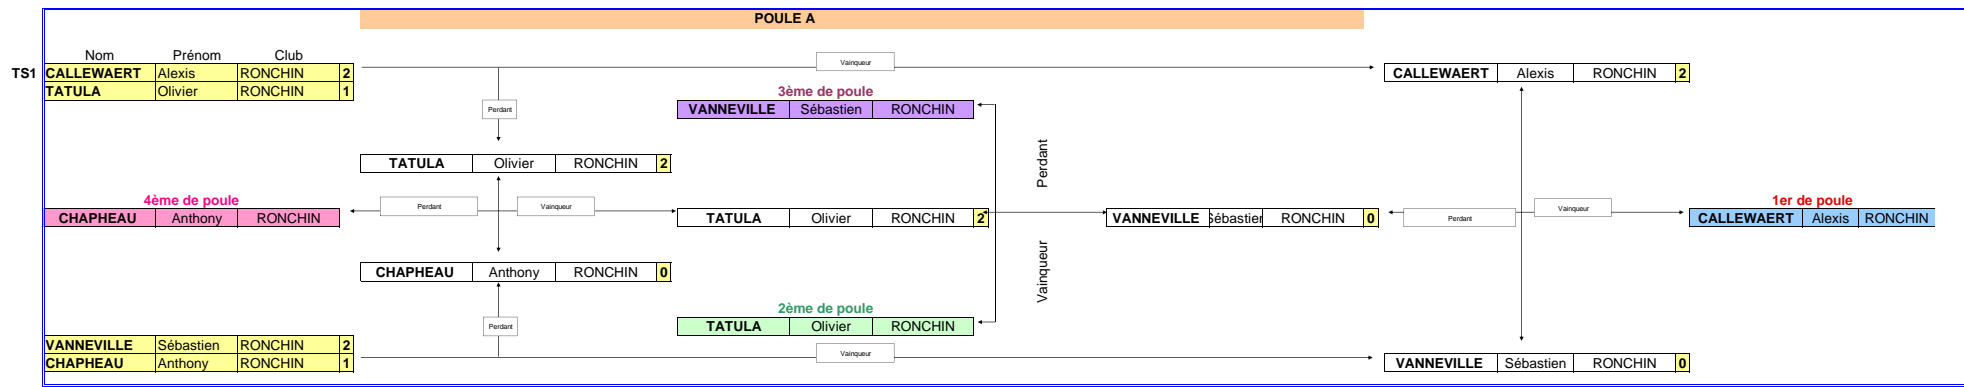 POULE A
Nom Prénom Club
Vainqueur
TS1 CALLEWAERT Alexis RONCHIN 2
CALLEWAERT Alexis RONCHIN 2
TATULA Olivier RONCHIN 1
3ème de poule
Perdant
VANNEVILLE Sébastien RONCHIN
Perdant
TATULA Olivier RONCHIN 2
4ème de poule
Perdant
Vainqueur
Vainqueur
1er de poule
CHAPHEAU Anthony RONCHIN
TATULA Olivier RONCHIN 2
VANNEVILLE Sébastien RONCHIN 0
Perdant
CALLEWAERT Alexis RONCHIN
CHAPHEAU Anthony RONCHIN 0
Vainqueur
2ème de poule
Perdant
TATULA Olivier RONCHIN
VANNEVILLE Sébastien RONCHIN 2
Vainqueur
CHAPHEAU Anthony RONCHIN 1
VANNEVILLE Sébastien RONCHIN 0